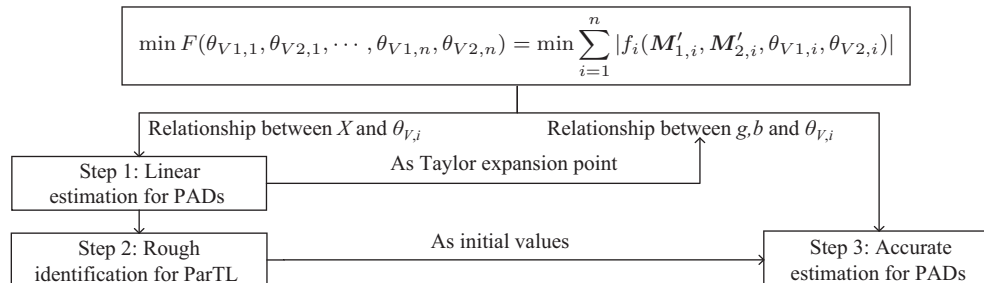 min F(θ_{V1,1}, θ_{V2,1}, ⋯, θ_{V1,n}, θ_{V2,n}) = min ∑_{i=1}^{n} |f_i(M′_{1,i}, M′_{2,i}, θ_{V1,i}, θ_{V2,i})|
Relationship between X and θ_{V,i}
Relationship between g,b and θ_{V,i}
Step 1: Linear
estimation for PADs
As Taylor expansion point
Step 2: Rough
identification for ParTL
As initial values
Step 3: Accurate
estimation for PADs